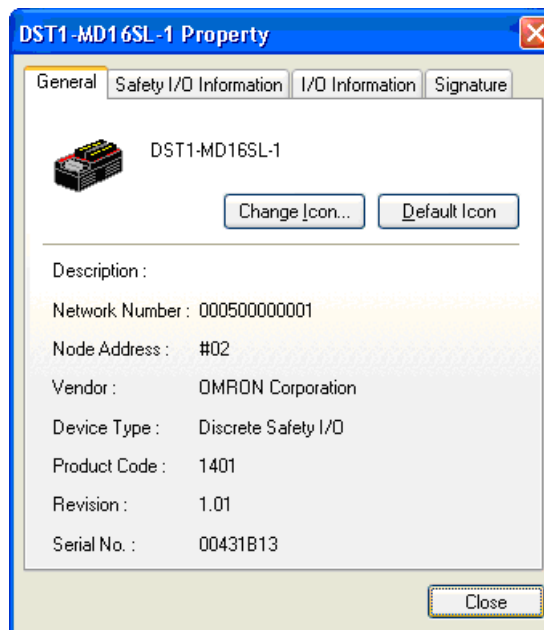 DST1-MD16SL-1 Property
General Safety I/O Information I/O Information Signature
DST1-MD16SL-1
Change Icon... Default Icon
Description :
Network Number : 000500000001
Node Address : #02
Vendor : OMRON Corporation
Device Type : Discrete Safety I/O
Product Code : 1401
Revision : 1.01
Serial No. : 00431B13
Close